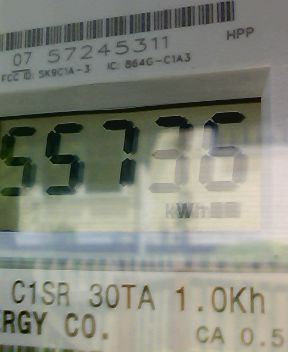 07 57245311
HPP
FCC ID: SK9C1A-3 IC: 864G-C1A3
55736
kWh
C1SR 30TA 1.0Kh
RGY CO.
CA 0.5